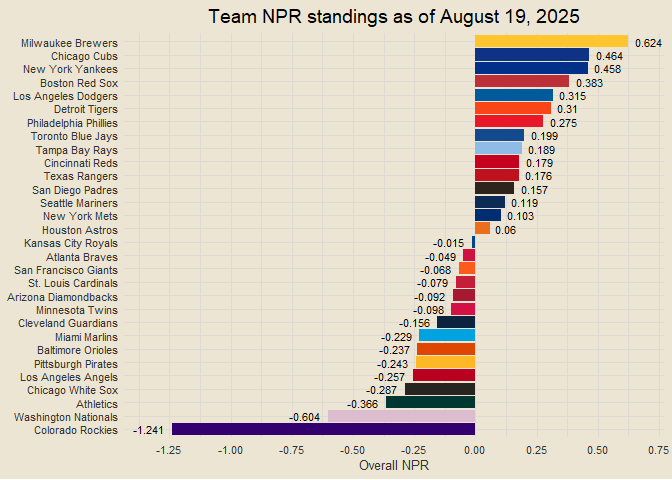 Team NPR standings as of August 19, 2025
Milwaukee Brewers 0.624
Chicago Cubs 0.464
New York Yankees 0.458
Boston Red Sox 0.383
Los Angeles Dodgers 0.315
Detroit Tigers 0.31
Philadelphia Phillies 0.275
Toronto Blue Jays 0.199
Tampa Bay Rays 0.189
Cincinnati Reds 0.179
Texas Rangers 0.176
San Diego Padres 0.157
Seattle Mariners 0.119
New York Mets 0.103
Houston Astros 0.06
Kansas City Royals -0.015
Atlanta Braves -0.049
San Francisco Giants -0.068
St. Louis Cardinals -0.079
Arizona Diamondbacks -0.092
Minnesota Twins -0.098
Cleveland Guardians -0.156
Miami Marlins -0.229
Baltimore Orioles -0.237
Pittsburgh Pirates -0.243
Los Angeles Angels -0.257
Chicago White Sox -0.287
Athletics -0.366
Washington Nationals -0.604
Colorado Rockies -1.241
-1.25 -1.00 -0.75 -0.50 -0.25 0.00 0.25 0.50 0.75
Overall NPR